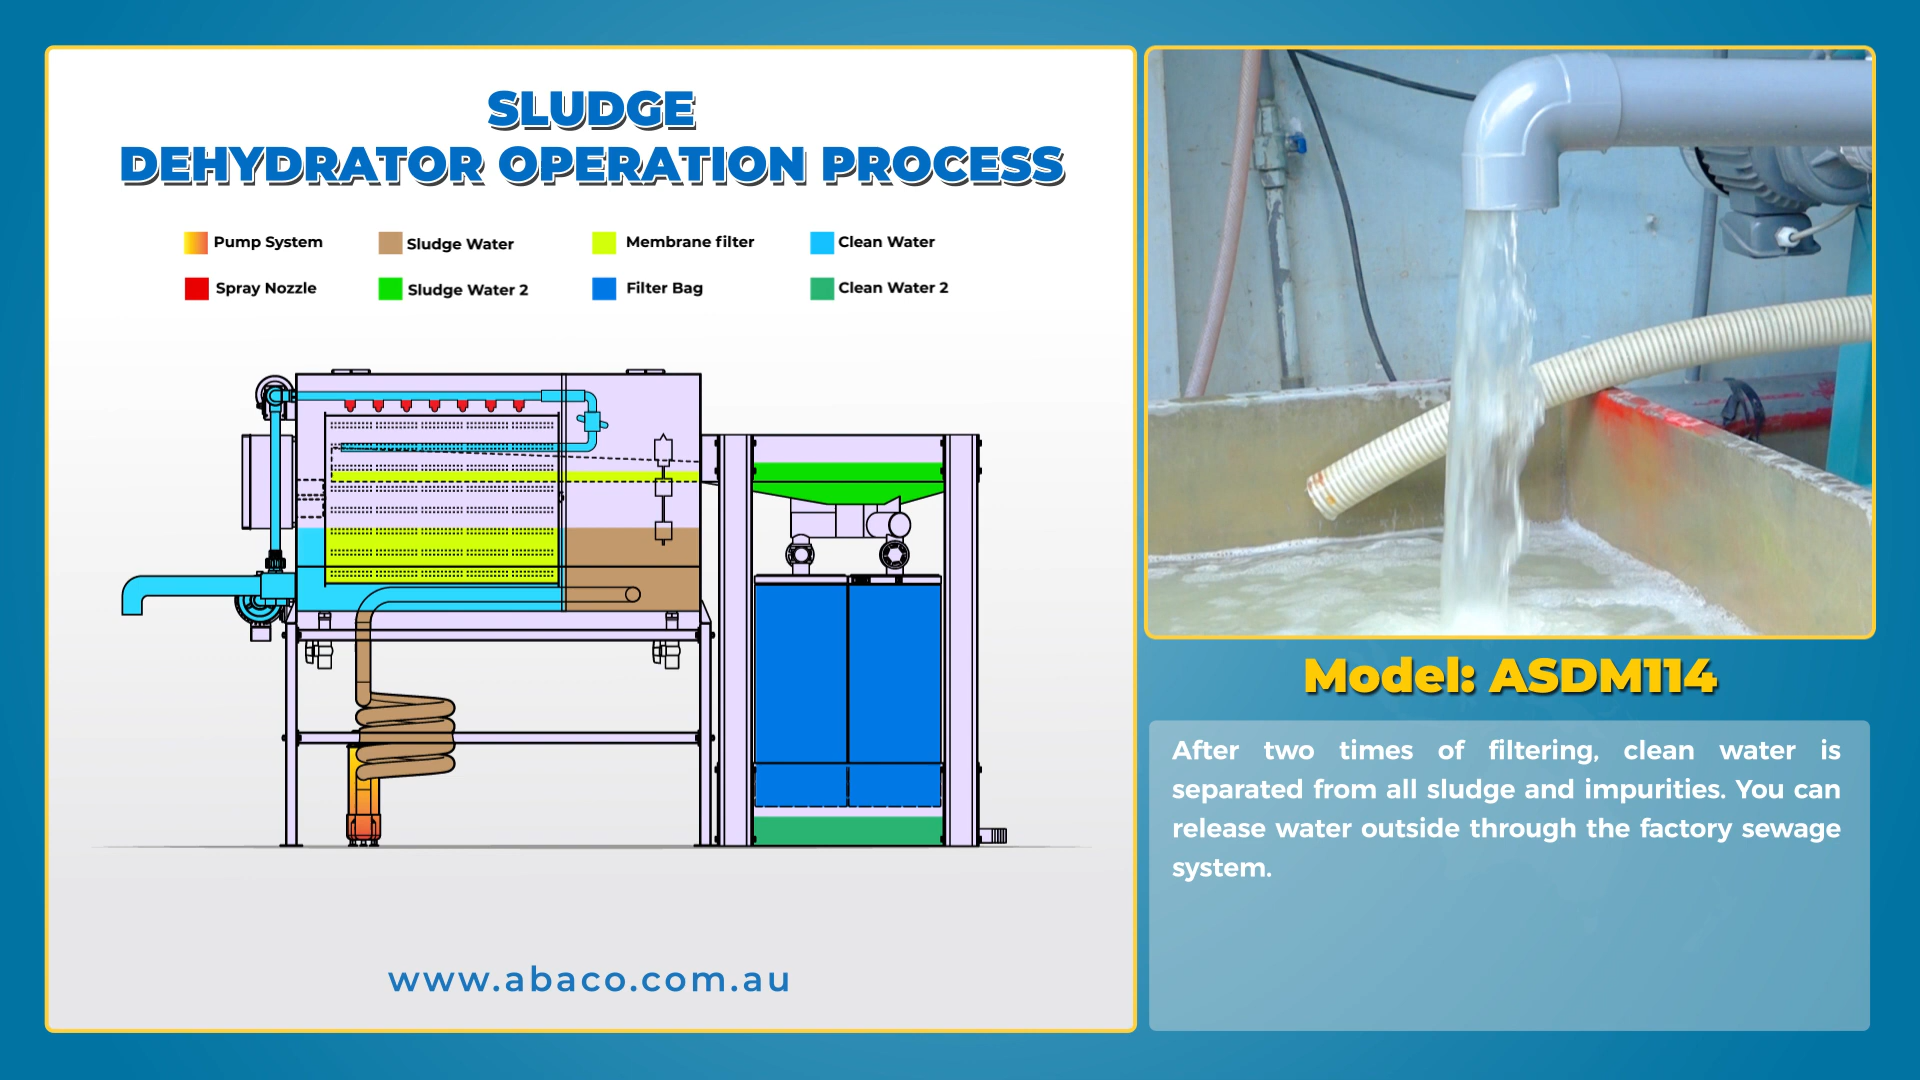 SLUDGE
DEHYDRATOR OPERATION PROCESS
Pump System
Sludge Water
Membrane filter
Clean Water
Spray Nozzle
Sludge Water 2
Filter Bag
Clean Water 2
www.abaco.com.au
Model: ASDM114
After two times of filtering, clean water is
separated from all sludge and impurities. You can
release water outside through the factory sewage
system.